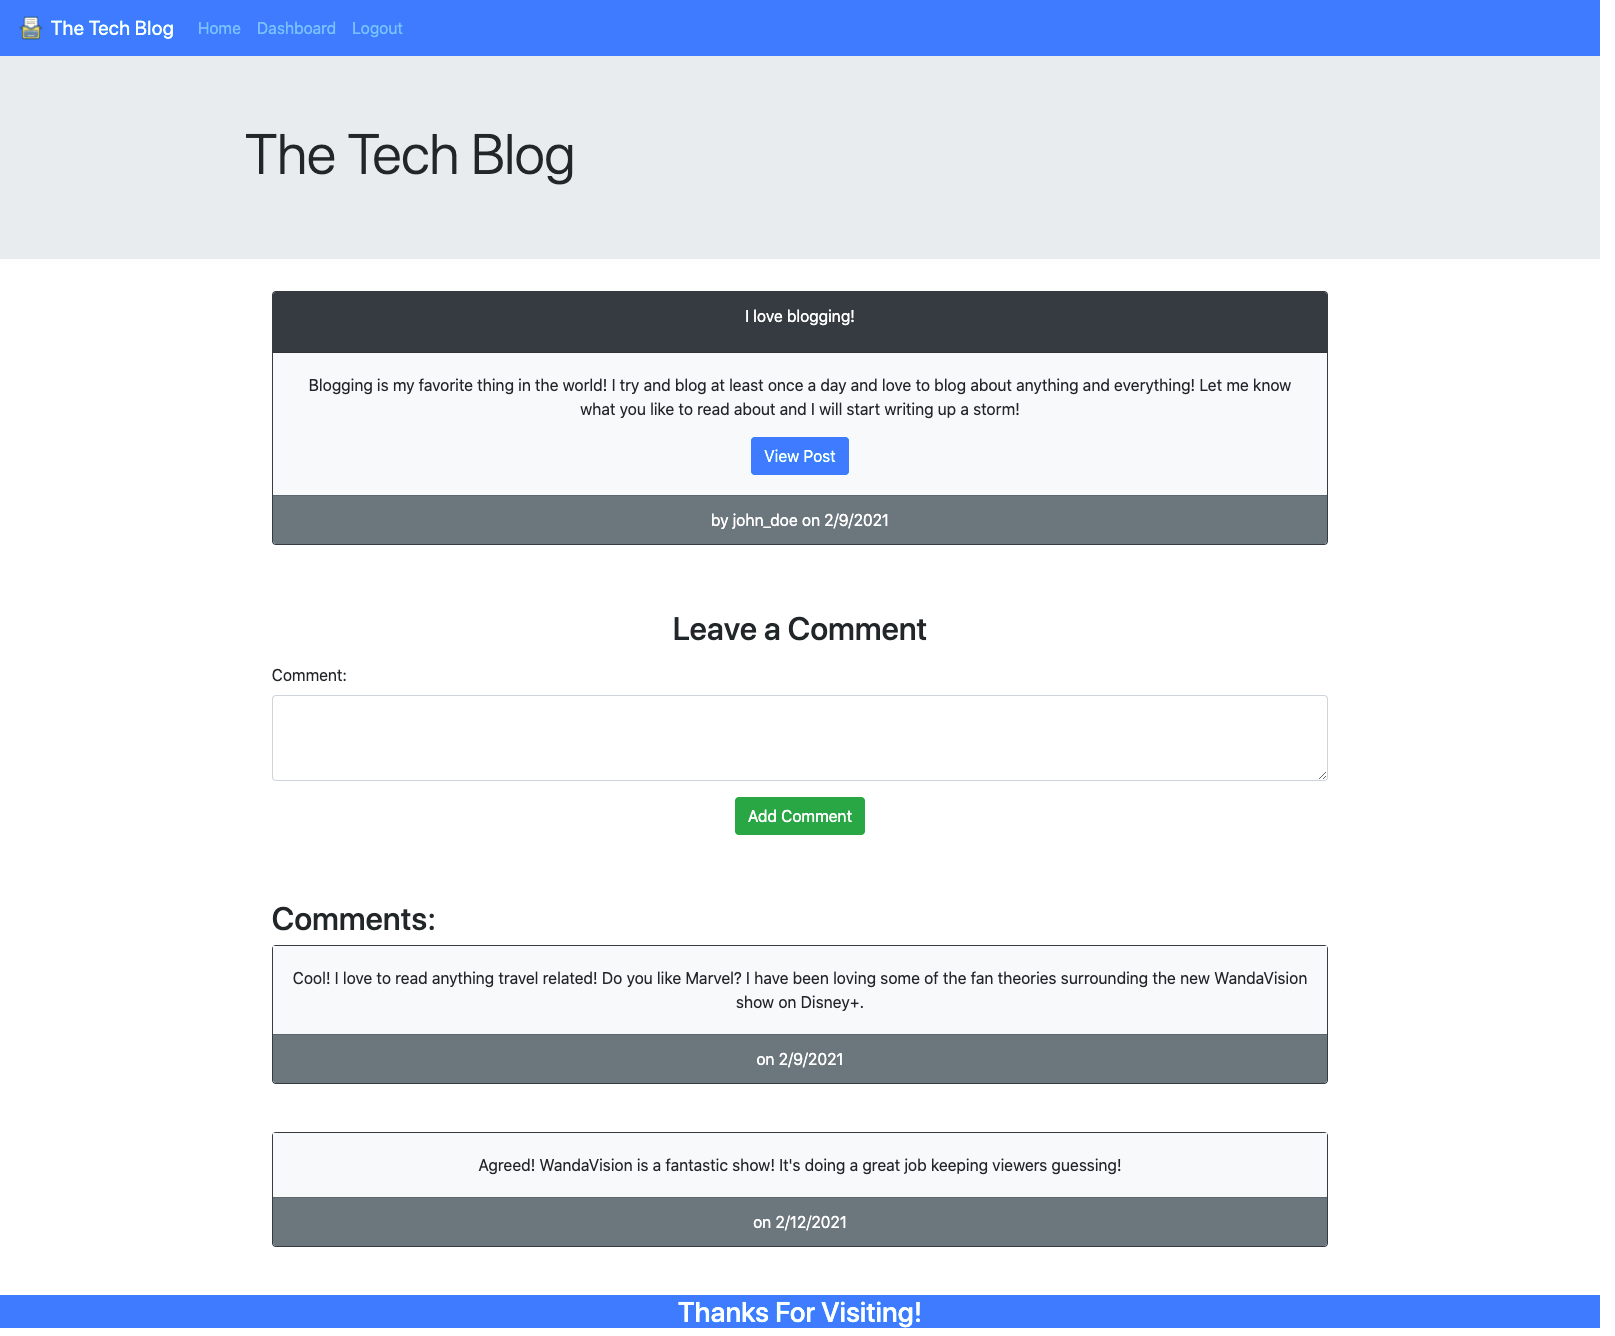 The Tech Blog Home Dashboard Logout
The Tech Blog
I love blogging!
Blogging is my favorite thing in the world! I try and blog at least once a day and love to blog about anything and everything! Let me know
what you like to read about and I will start writing up a storm!
View Post
by john_doe on 2/9/2021
Leave a Comment
Comment:
Add Comment
Comments:
Cool! I love to read anything travel related! Do you like Marvel? I have been loving some of the fan theories surrounding the new WandaVision
show on Disney+.
on 2/9/2021
Agreed! WandaVision is a fantastic show! It's doing a great job keeping viewers guessing!
on 2/12/2021
Thanks For Visiting!